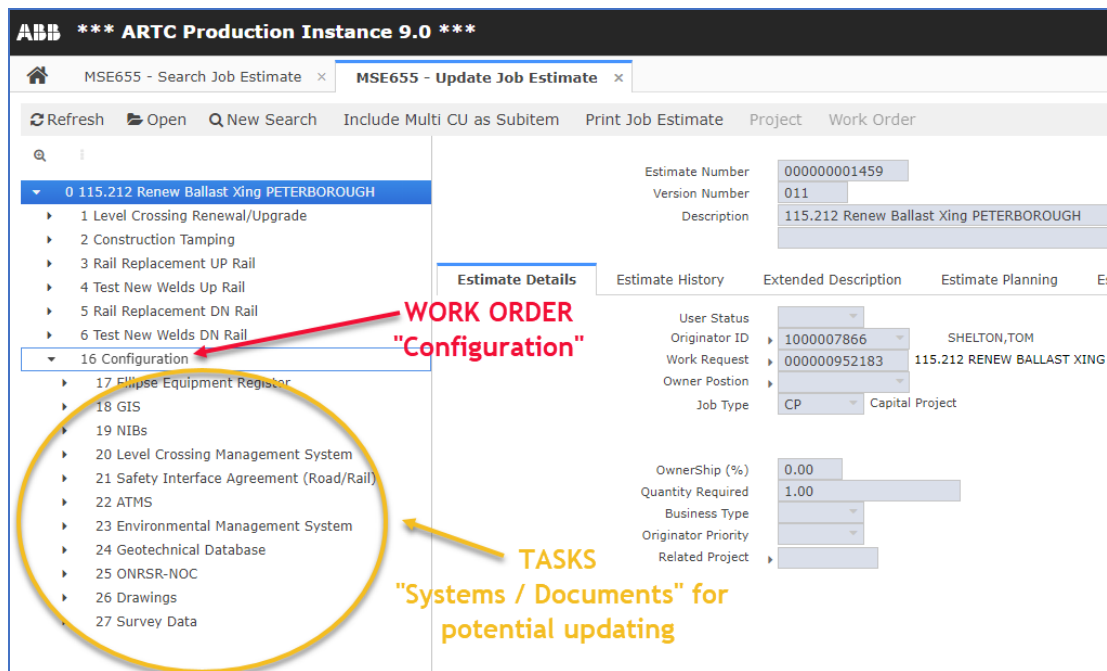 ABB *** ARTC Production Instance 9.0 ***
MSE655 - Search Job Estimate × MSE655 - Update Job Estimate ×
Refresh Open New Search Include Multi CU as Subitem Print Job Estimate Project Work Order
0 115.212 Renew Ballast Xing PETERBOROUGH
1 Level Crossing Renewal/Upgrade
2 Construction Tamping
3 Rail Replacement UP Rail
4 Test New Welds Up Rail
5 Rail Replacement DN Rail
6 Test New Welds DN Rail
16 Configuration
17 Ellipse Equipment Register
18 GIS
19 NIBs
20 Level Crossing Management System
21 Safety Interface Agreement (Road/Rail)
22 ATMS
23 Environmental Management System
24 Geotechnical Database
25 ONRSR-NOC
26 Drawings
27 Survey Data
WORK ORDER
"Configuration"
TASKS
"Systems / Documents" for
potential updating
Estimate Number 000000001459
Version Number 011
Description 115.212 Renew Ballast Xing PETERBOROUGH
Estimate Details Estimate History Extended Description Estimate Planning Es
User Status
Originator ID 1000007866 SHELTON,TOM
Work Request 000000952183 115.212 RENEW BALLAST XING
Owner Postion
Job Type CP Capital Project
OwnerShip (%) 0.00
Quantity Required 1.00
Business Type
Originator Priority
Related Project